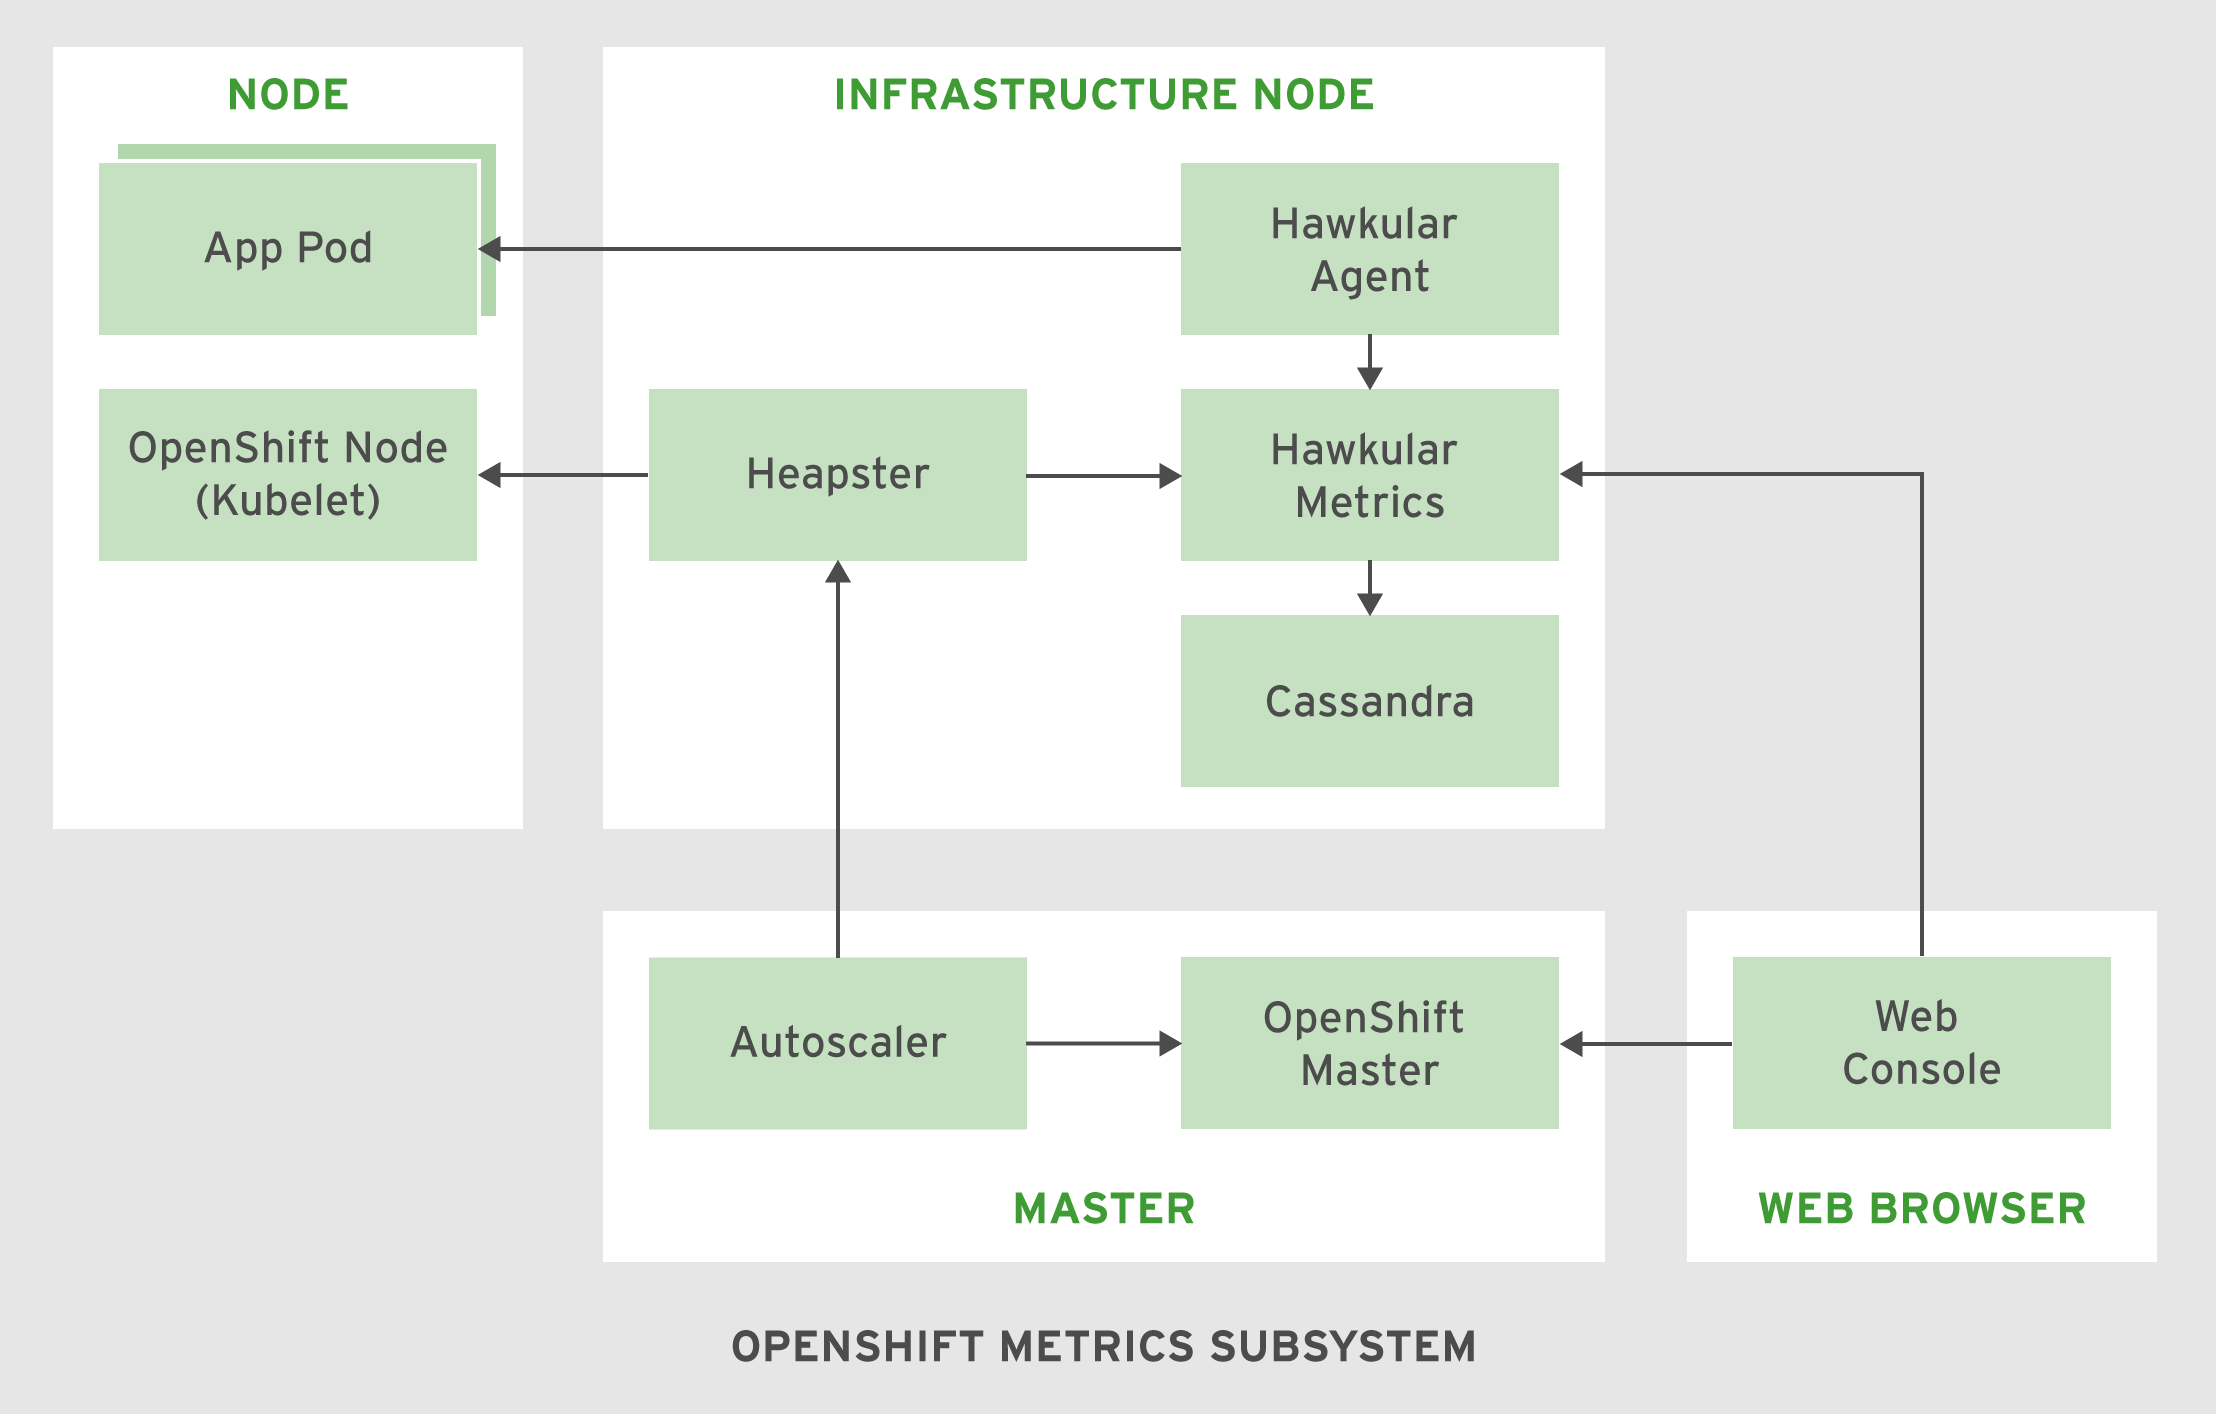 NODE
App Pod
OpenShift Node
(Kubelet)
INFRASTRUCTURE NODE
Hawkular
Agent
Heapster
Hawkular
Metrics
Cassandra
Autoscaler
OpenShift
Master
MASTER
Web
Console
WEB BROWSER
OPENSHIFT METRICS SUBSYSTEM